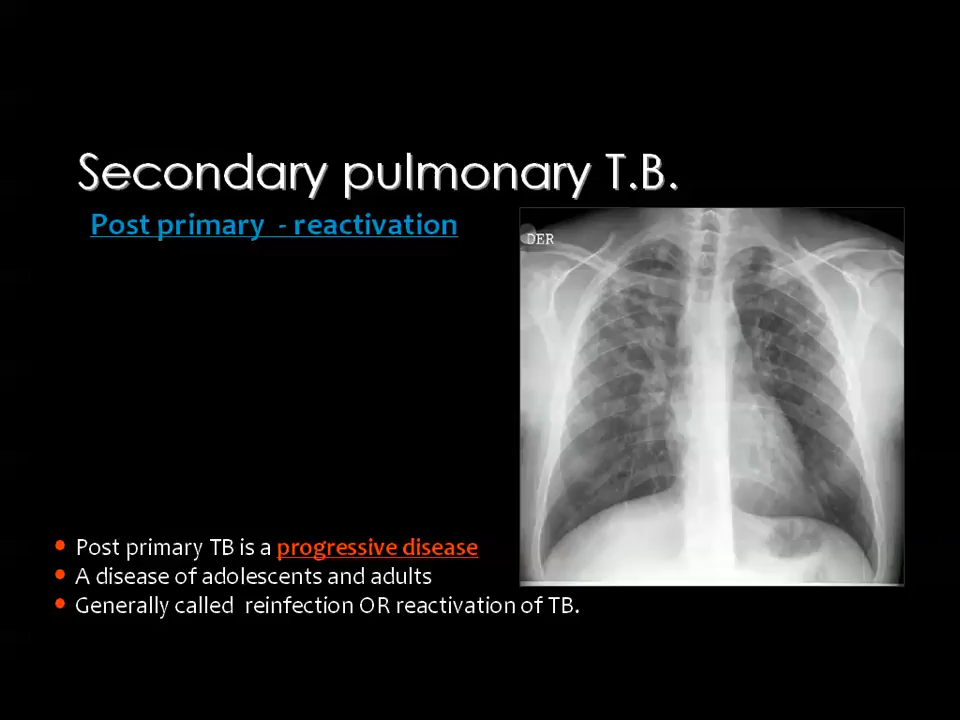 Secondary pulmonary T.B.
Post primary - reactivation
DER
• Post primary TB is a progressive disease
• A disease of adolescents and adults
• Generally called reinfection OR reactivation of TB.